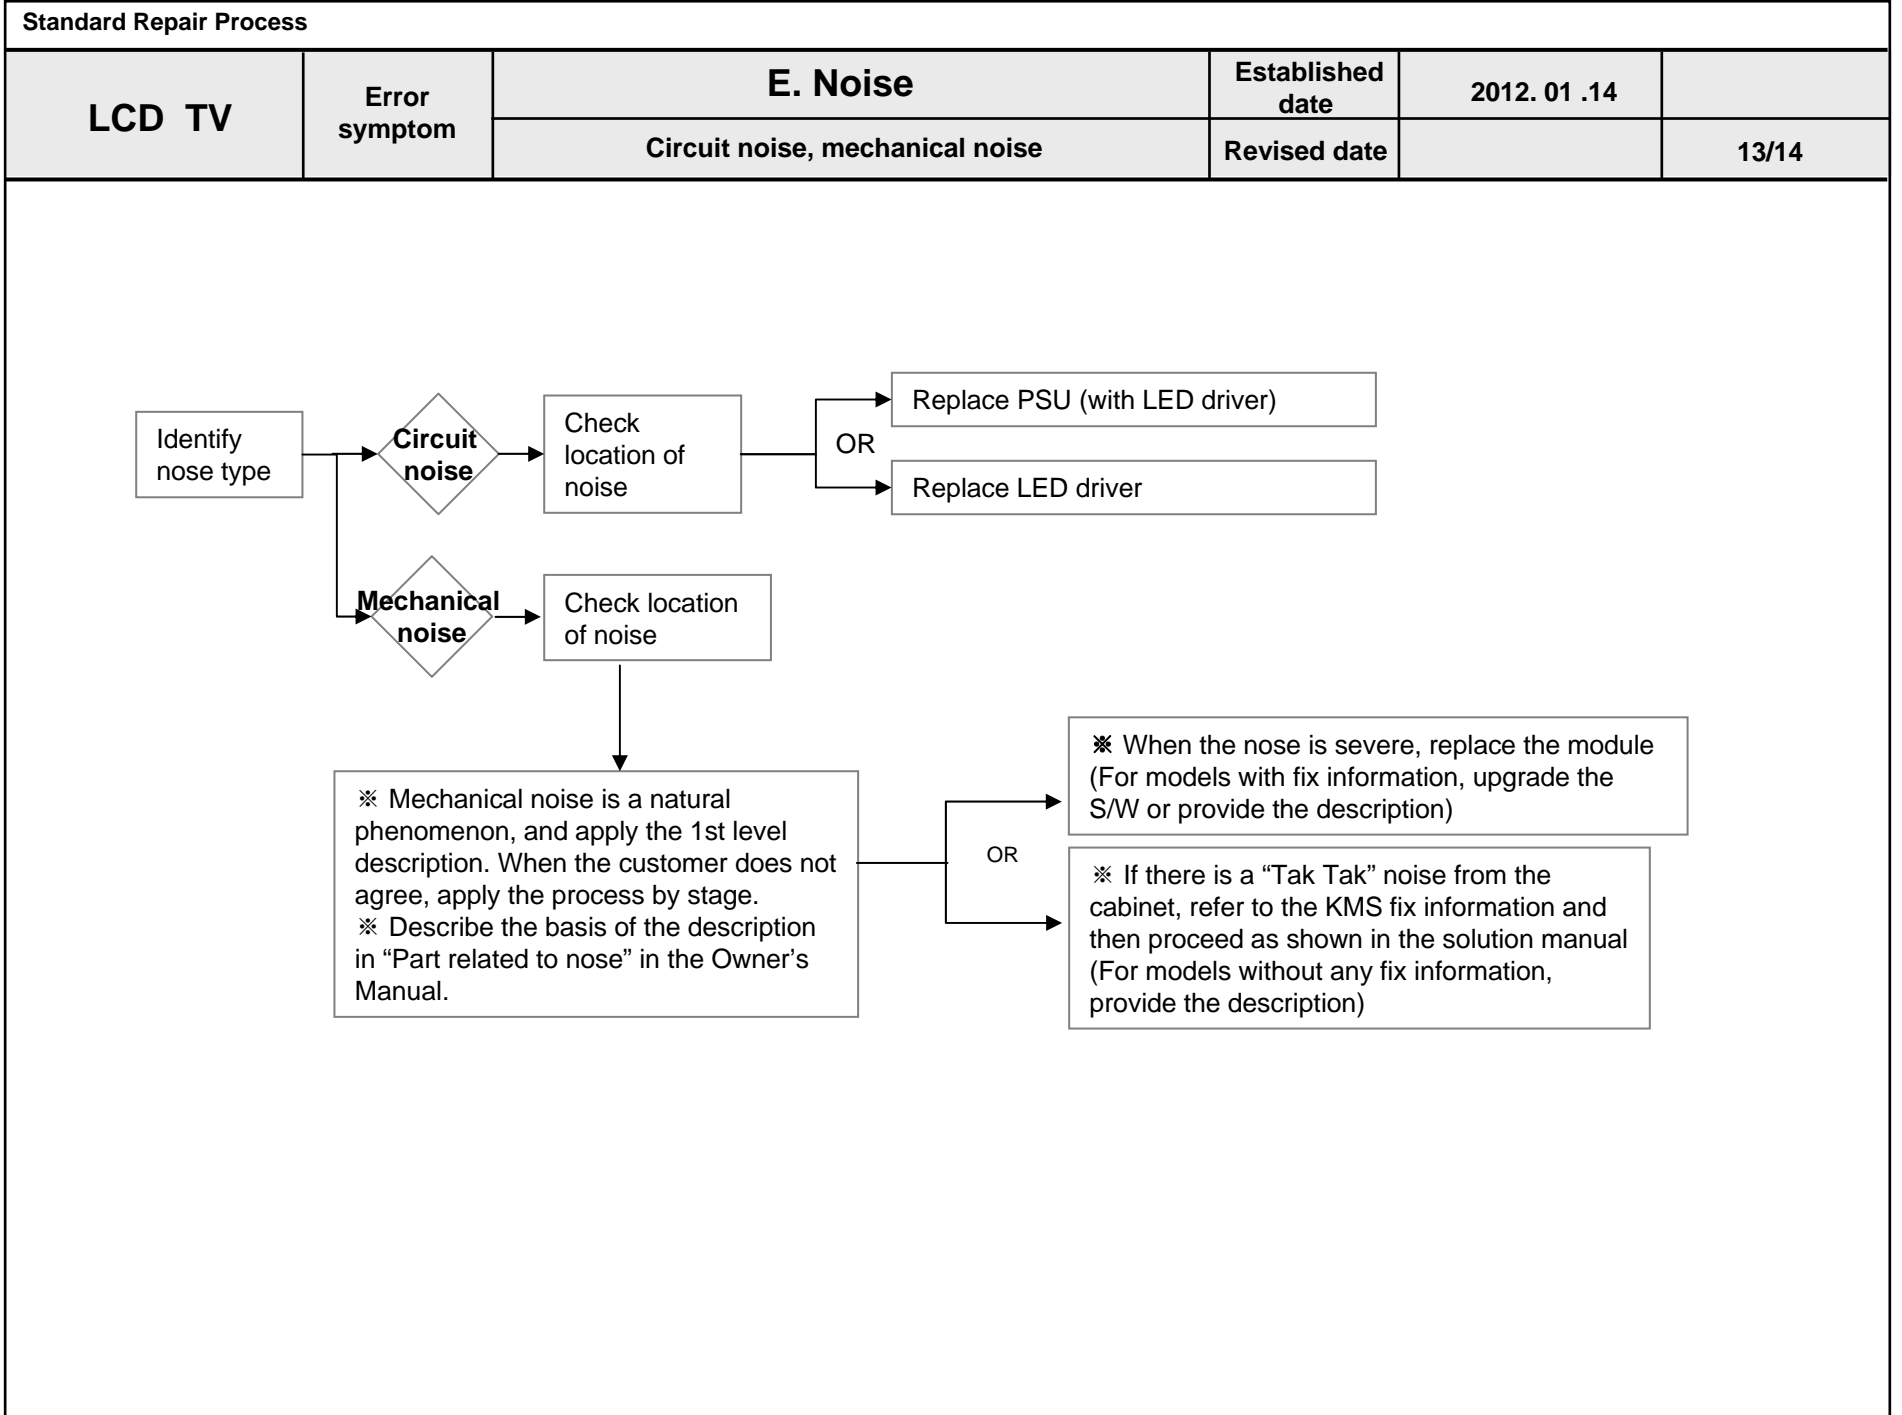 Standard Repair Process
LCD TV
Error
symptom
E. Noise
Established
date
2012. 01 .14
Circuit noise, mechanical noise
Revised date
13/14
Identify
nose type
Circuit
noise
Check
location of
noise
Replace PSU (with LED driver)
OR
Replace LED driver
Mechanical
noise
Check location
of noise
※ Mechanical noise is a natural
phenomenon, and apply the 1st level
description. When the customer does not
agree, apply the process by stage.
※ Describe the basis of the description
in “Part related to nose” in the Owner’s
Manual.
OR
※ When the nose is severe, replace the module
(For models with fix information, upgrade the
S/W or provide the description)
※ If there is a “Tak Tak” noise from the
cabinet, refer to the KMS fix information and
then proceed as shown in the solution manual
(For models without any fix information,
provide the description)